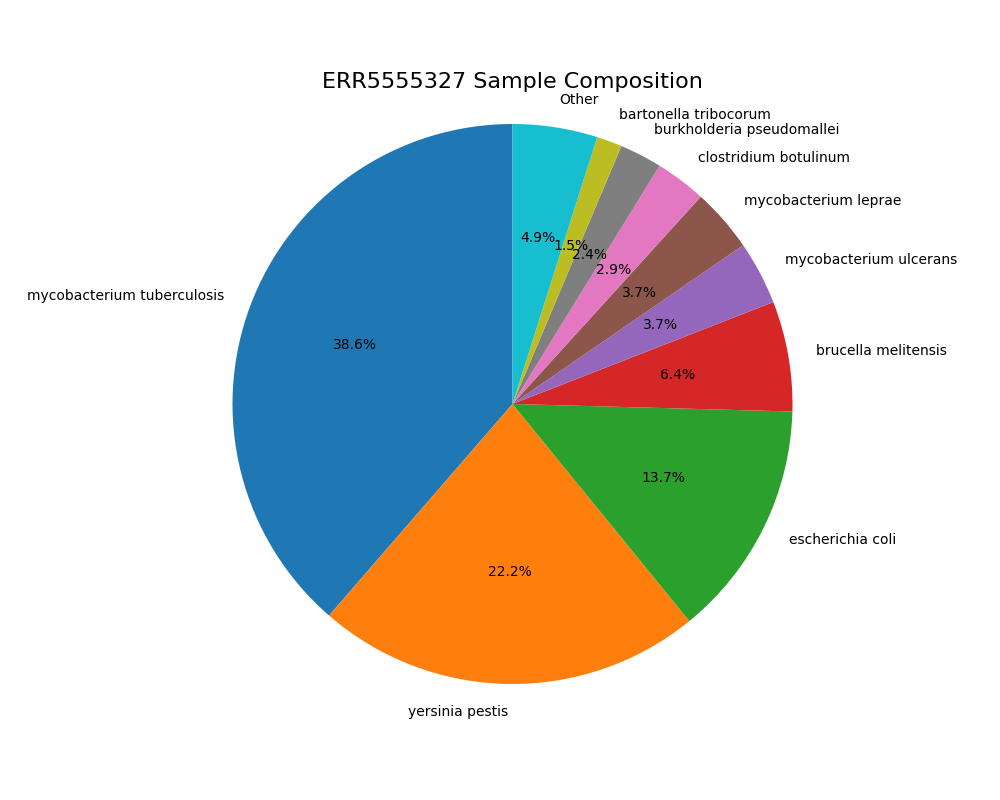 ERR5555327 Sample Composition
Other
bartonella tribocorum
burkholderia pseudomallei
clostridium botulinum
mycobacterium leprae
mycobacterium ulcerans
brucella melitensis
escherichia coli
yersinia pestis
mycobacterium tuberculosis
4.9%
1.5%
2.4%
2.9%
3.7%
3.7%
6.4%
13.7%
22.2%
38.6%